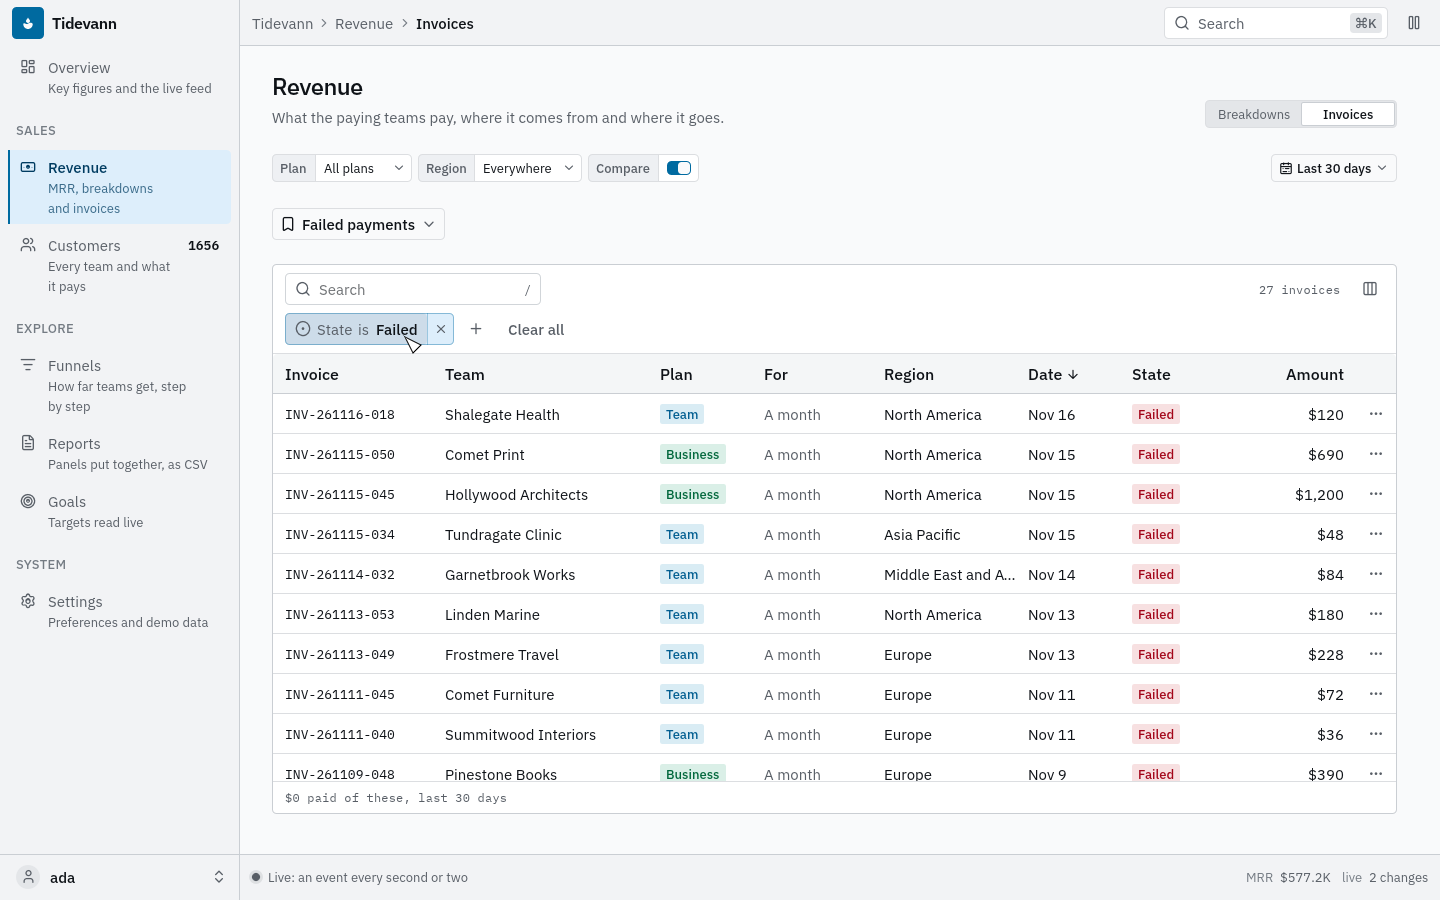 Tidevann
Tidevann > Revenue > Invoices
Search ⌘K
Overview
Key figures and the live feed
SALES
Revenue
MRR, breakdowns
and invoices
Customers 1656
Every team and what
it pays
EXPLORE
Funnels
How far teams get, step
by step
Reports
Panels put together, as CSV
Goals
Targets read live
SYSTEM
Settings
Preferences and demo data
ada
Revenue
What the paying teams pay, where it comes from and where it goes.
Breakdowns Invoices
Plan All plans Region Everywhere Compare Last 30 days
Failed payments
Search / 27 invoices
State is Failed Clear all
Invoice Team Plan For Region Date State Amount
INV-261116-018 Shalegate Health Team A month North America Nov 16 Failed $120
INV-261115-050 Comet Print Business A month North America Nov 15 Failed $690
INV-261115-045 Hollywood Architects Business A month North America Nov 15 Failed $1,200
INV-261115-034 Tundragate Clinic Team A month Asia Pacific Nov 15 Failed $48
INV-261114-032 Garnetbrook Works Team A month Middle East and A... Nov 14 Failed $84
INV-261113-053 Linden Marine Team A month North America Nov 13 Failed $180
INV-261113-049 Frostmere Travel Team A month Europe Nov 13 Failed $228
INV-261111-045 Comet Furniture Team A month Europe Nov 11 Failed $72
INV-261111-040 Summitwood Interiors Team A month Europe Nov 11 Failed $36
INV-261109-048 Pinestone Books Business A month Europe Nov 9 Failed $390
$0 paid of these, last 30 days
Live: an event every second or two
MRR $577.2K live 2 changes